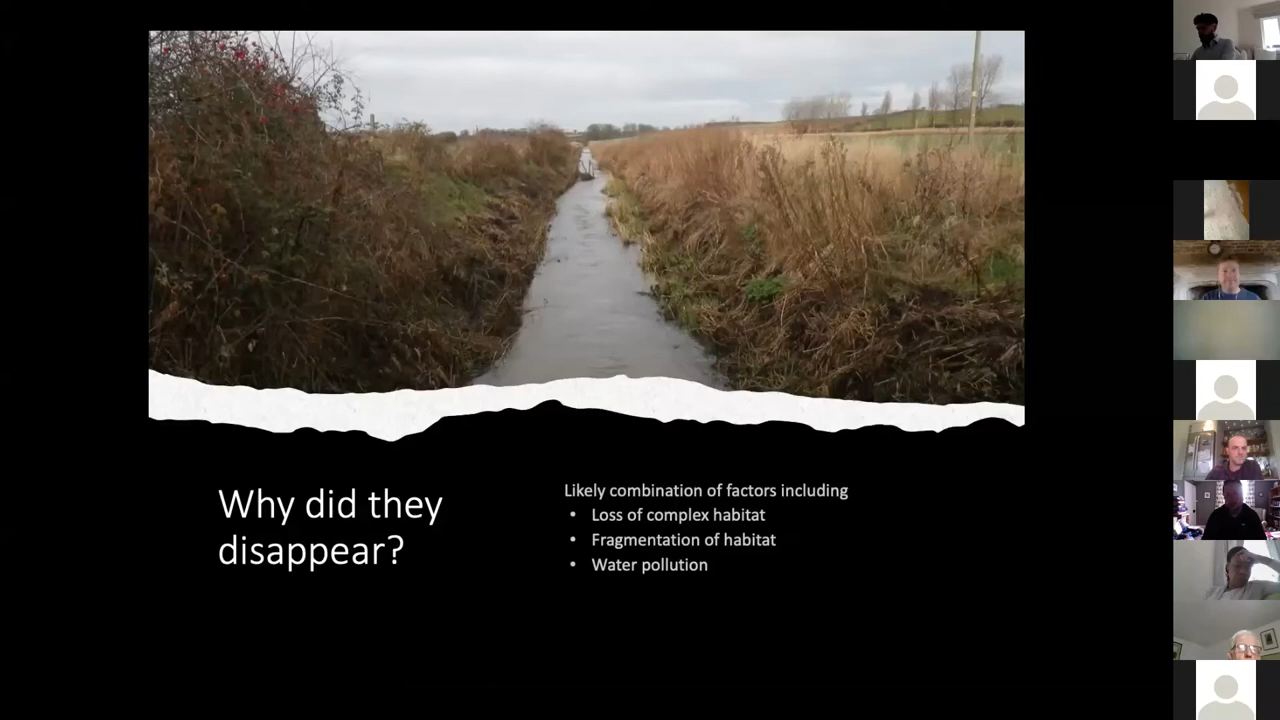 Why did they
disappear?
Likely combination of factors including
• Loss of complex habitat
• Fragmentation of habitat
• Water pollution